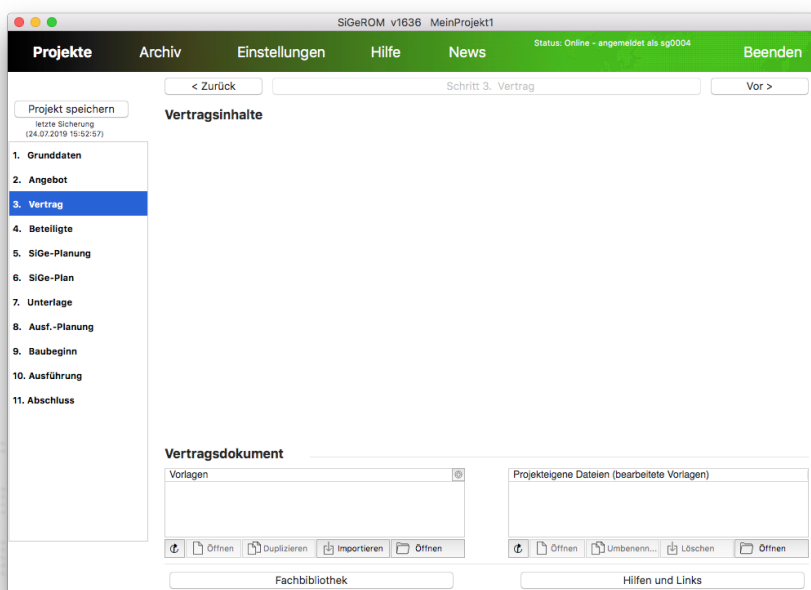 SiGeROM v1636 MeinProjekt1
Projekte Archiv Einstellungen Hilfe News Status: Online - angemeldet als sg0004 Beenden
< Zurück Schritt 3. Vertrag Vor >
Projekt speichern
letzte Sicherung
(24.07.2019 15:52:57)
Vertragsinhalte
1. Grunddaten
2. Angebot
3. Vertrag
4. Beteiligte
5. SiGe-Planung
6. SiGe-Plan
7. Unterlage
8. Ausf.-Planung
9. Baubeginn
10. Ausführung
11. Abschluss
Vertragsdokument
Vorlagen Projekteigene Dateien (bearbeitete Vorlagen)
Öffnen Duplizieren Importieren Öffnen Öffnen Umbenenn... Löschen Öffnen
Fachbibliothek Hilfen und Links